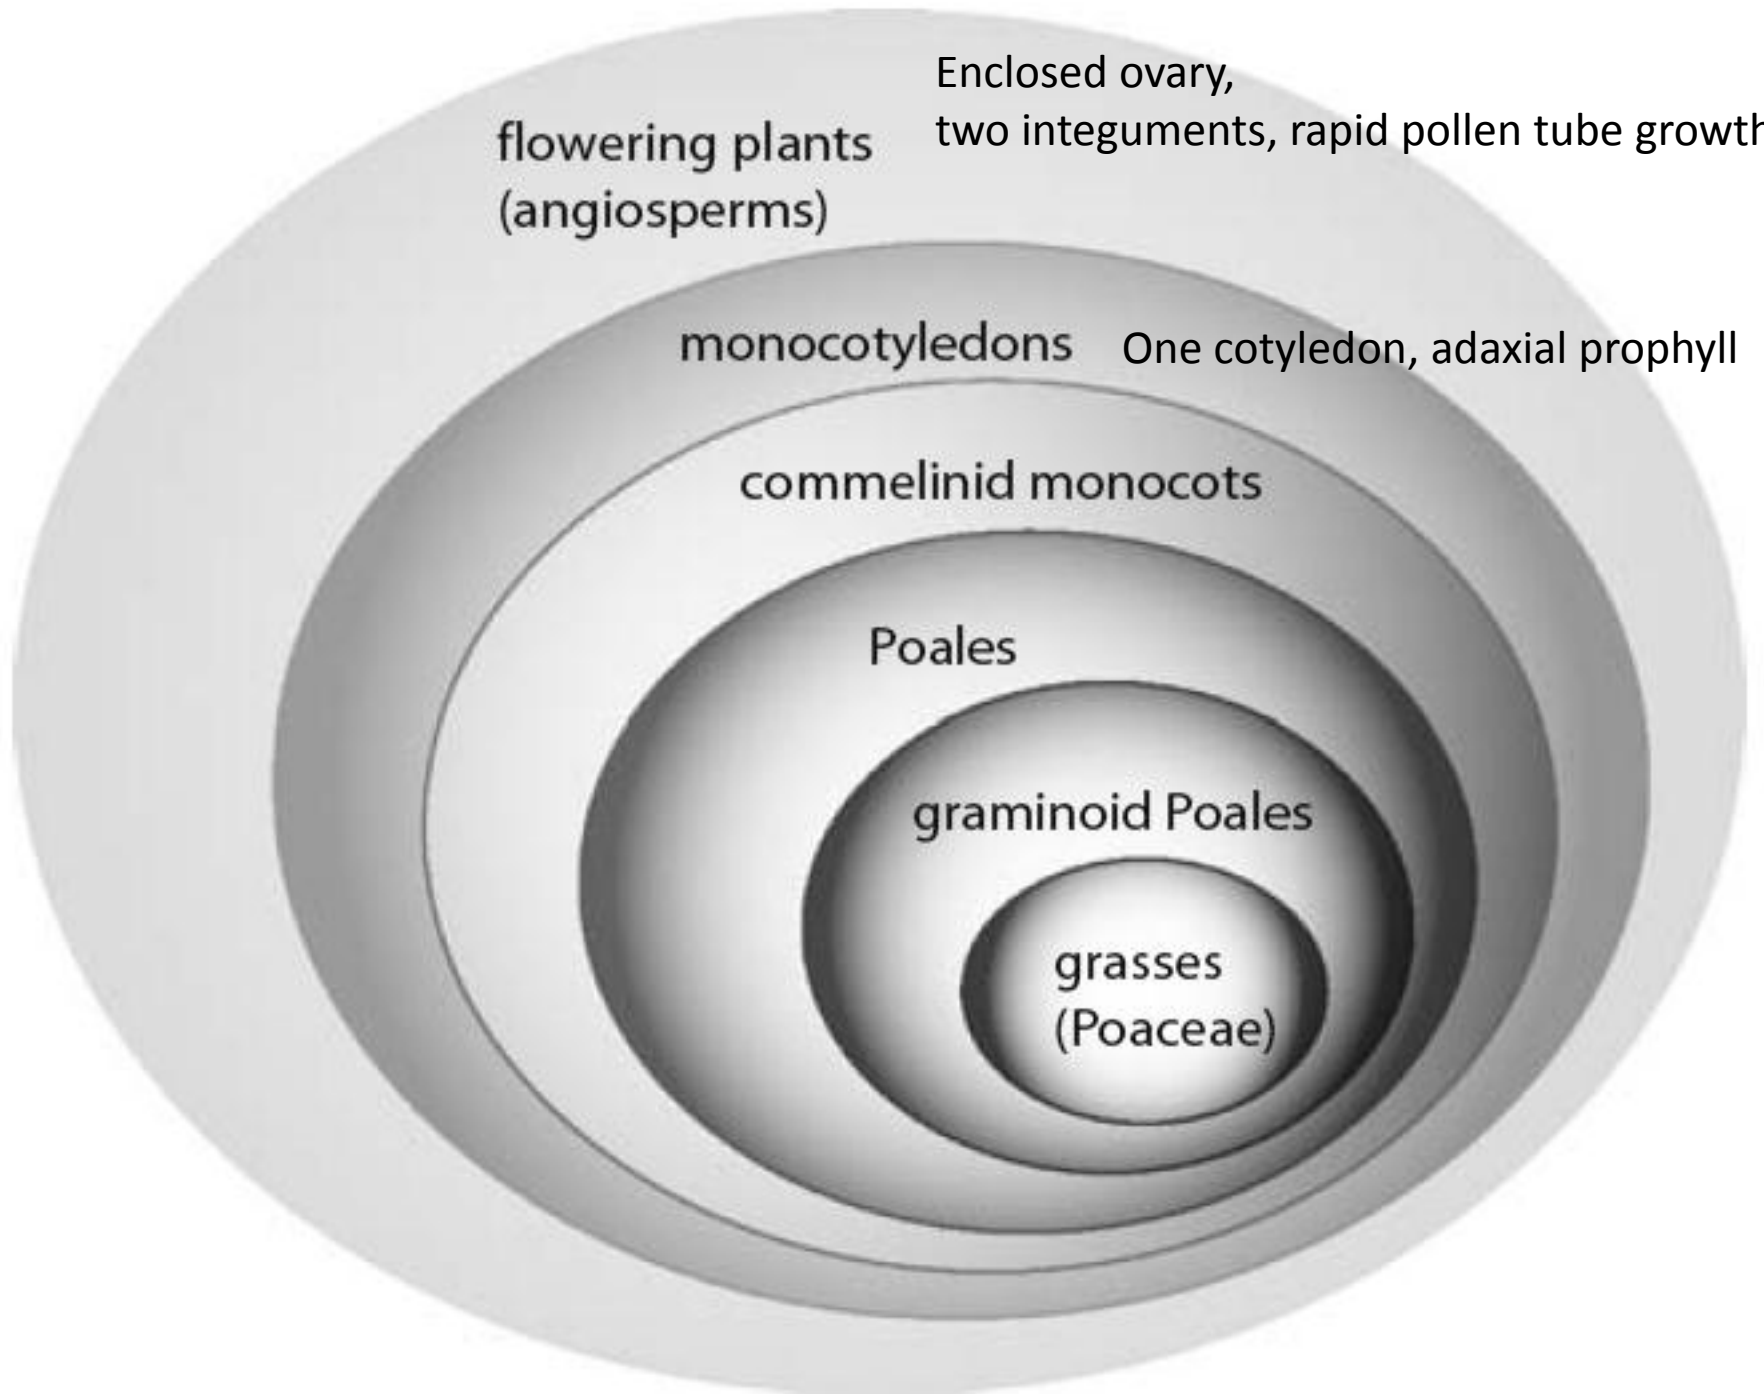 Enclosed ovary,
two integuments, rapid pollen tube growth
flowering plants
(angiosperms)
monocotyledons
One cotyledon, adaxial prophyll
commelinid monocots
Poales
graminoid Poales
grasses
(Poaceae)